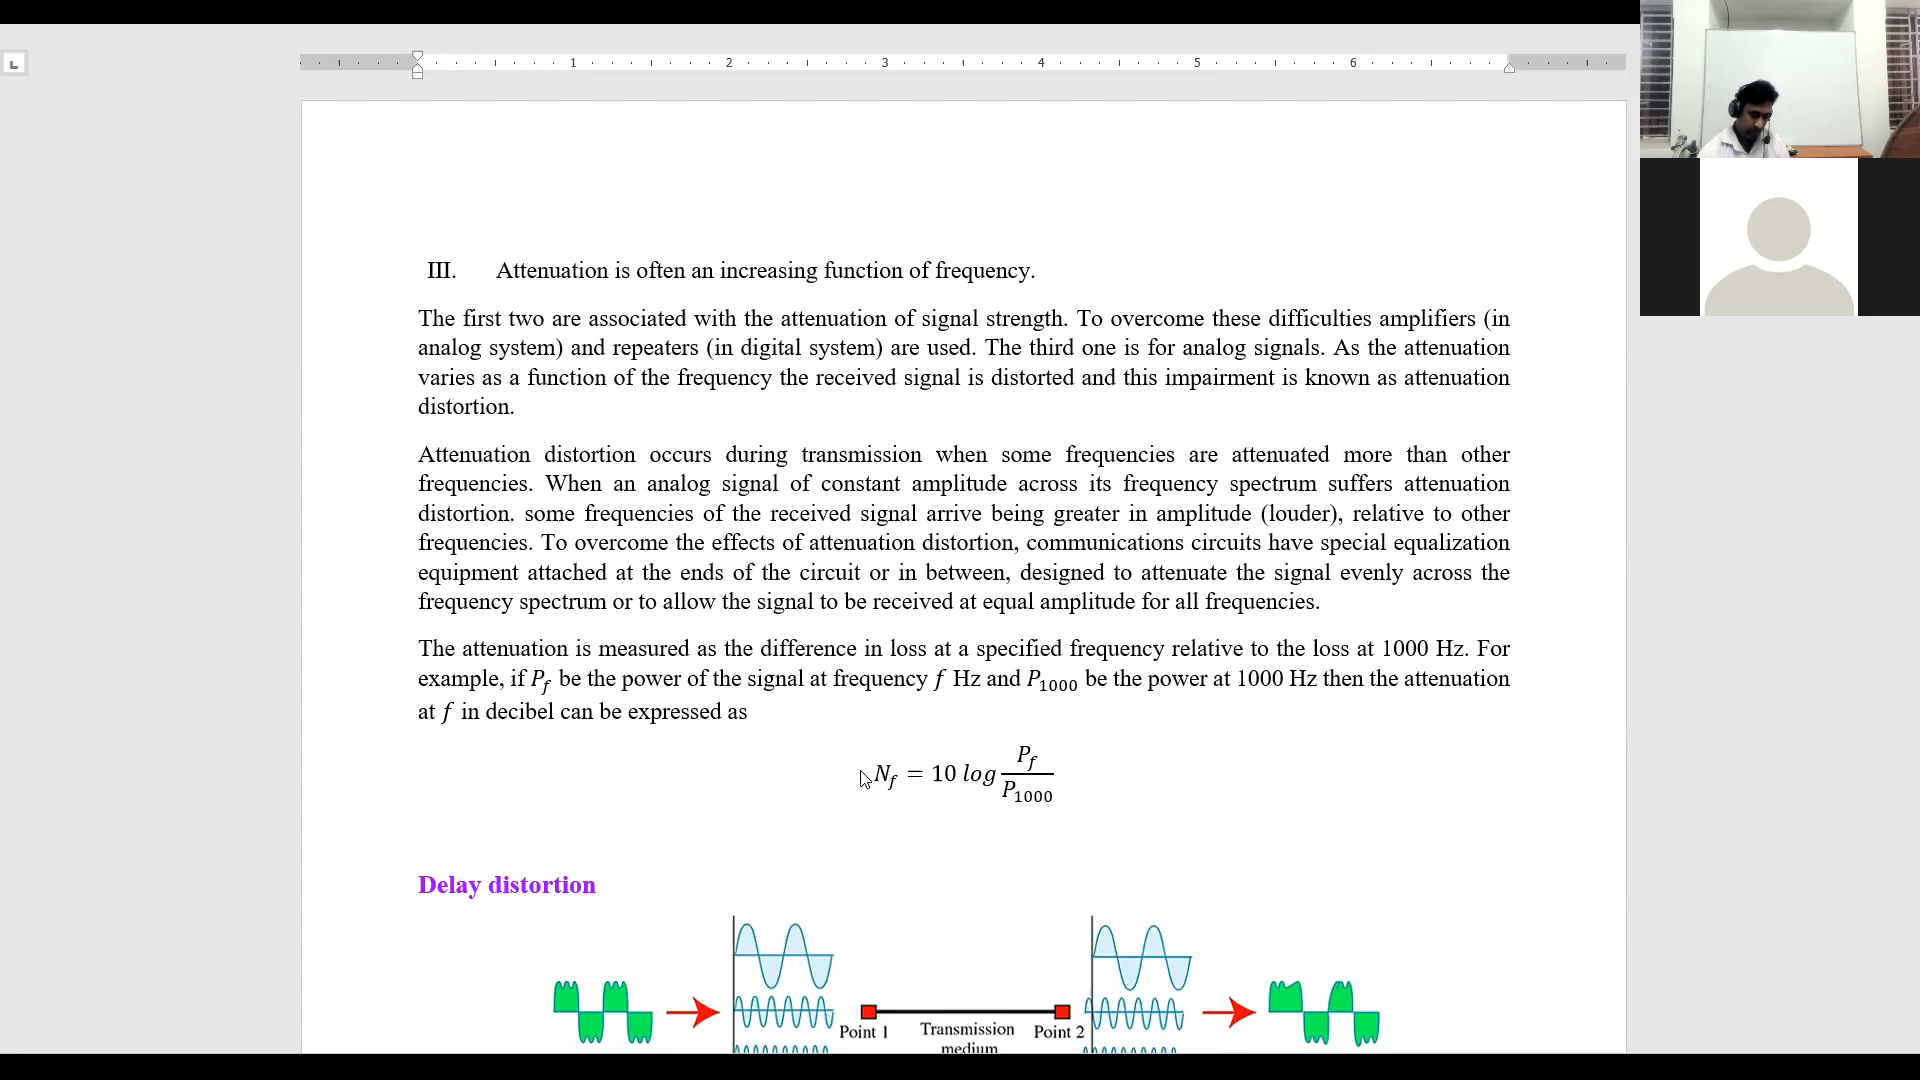 1 2 3 4 5 6
III. Attenuation is often an increasing function of frequency.
The first two are associated with the attenuation of signal strength. To overcome these difficulties amplifiers (in
analog system) and repeaters (in digital system) are used. The third one is for analog signals. As the attenuation
varies as a function of the frequency the received signal is distorted and this impairment is known as attenuation
distortion.
Attenuation distortion occurs during transmission when some frequencies are attenuated more than other
frequencies. When an analog signal of constant amplitude across its frequency spectrum suffers attenuation
distortion. some frequencies of the received signal arrive being greater in amplitude (louder), relative to other
frequencies. To overcome the effects of attenuation distortion, communications circuits have special equalization
equipment attached at the ends of the circuit or in between, designed to attenuate the signal evenly across the
frequency spectrum or to allow the signal to be received at equal amplitude for all frequencies.
The attenuation is measured as the difference in loss at a specified frequency relative to the loss at 1000 Hz. For
example, if P_f be the power of the signal at frequency f Hz and P_1000 be the power at 1000 Hz then the attenuation
at f in decibel can be expressed as
N_f = 10 log P_f / P_1000
Delay distortion
Point 1 Transmission Point 2
medium